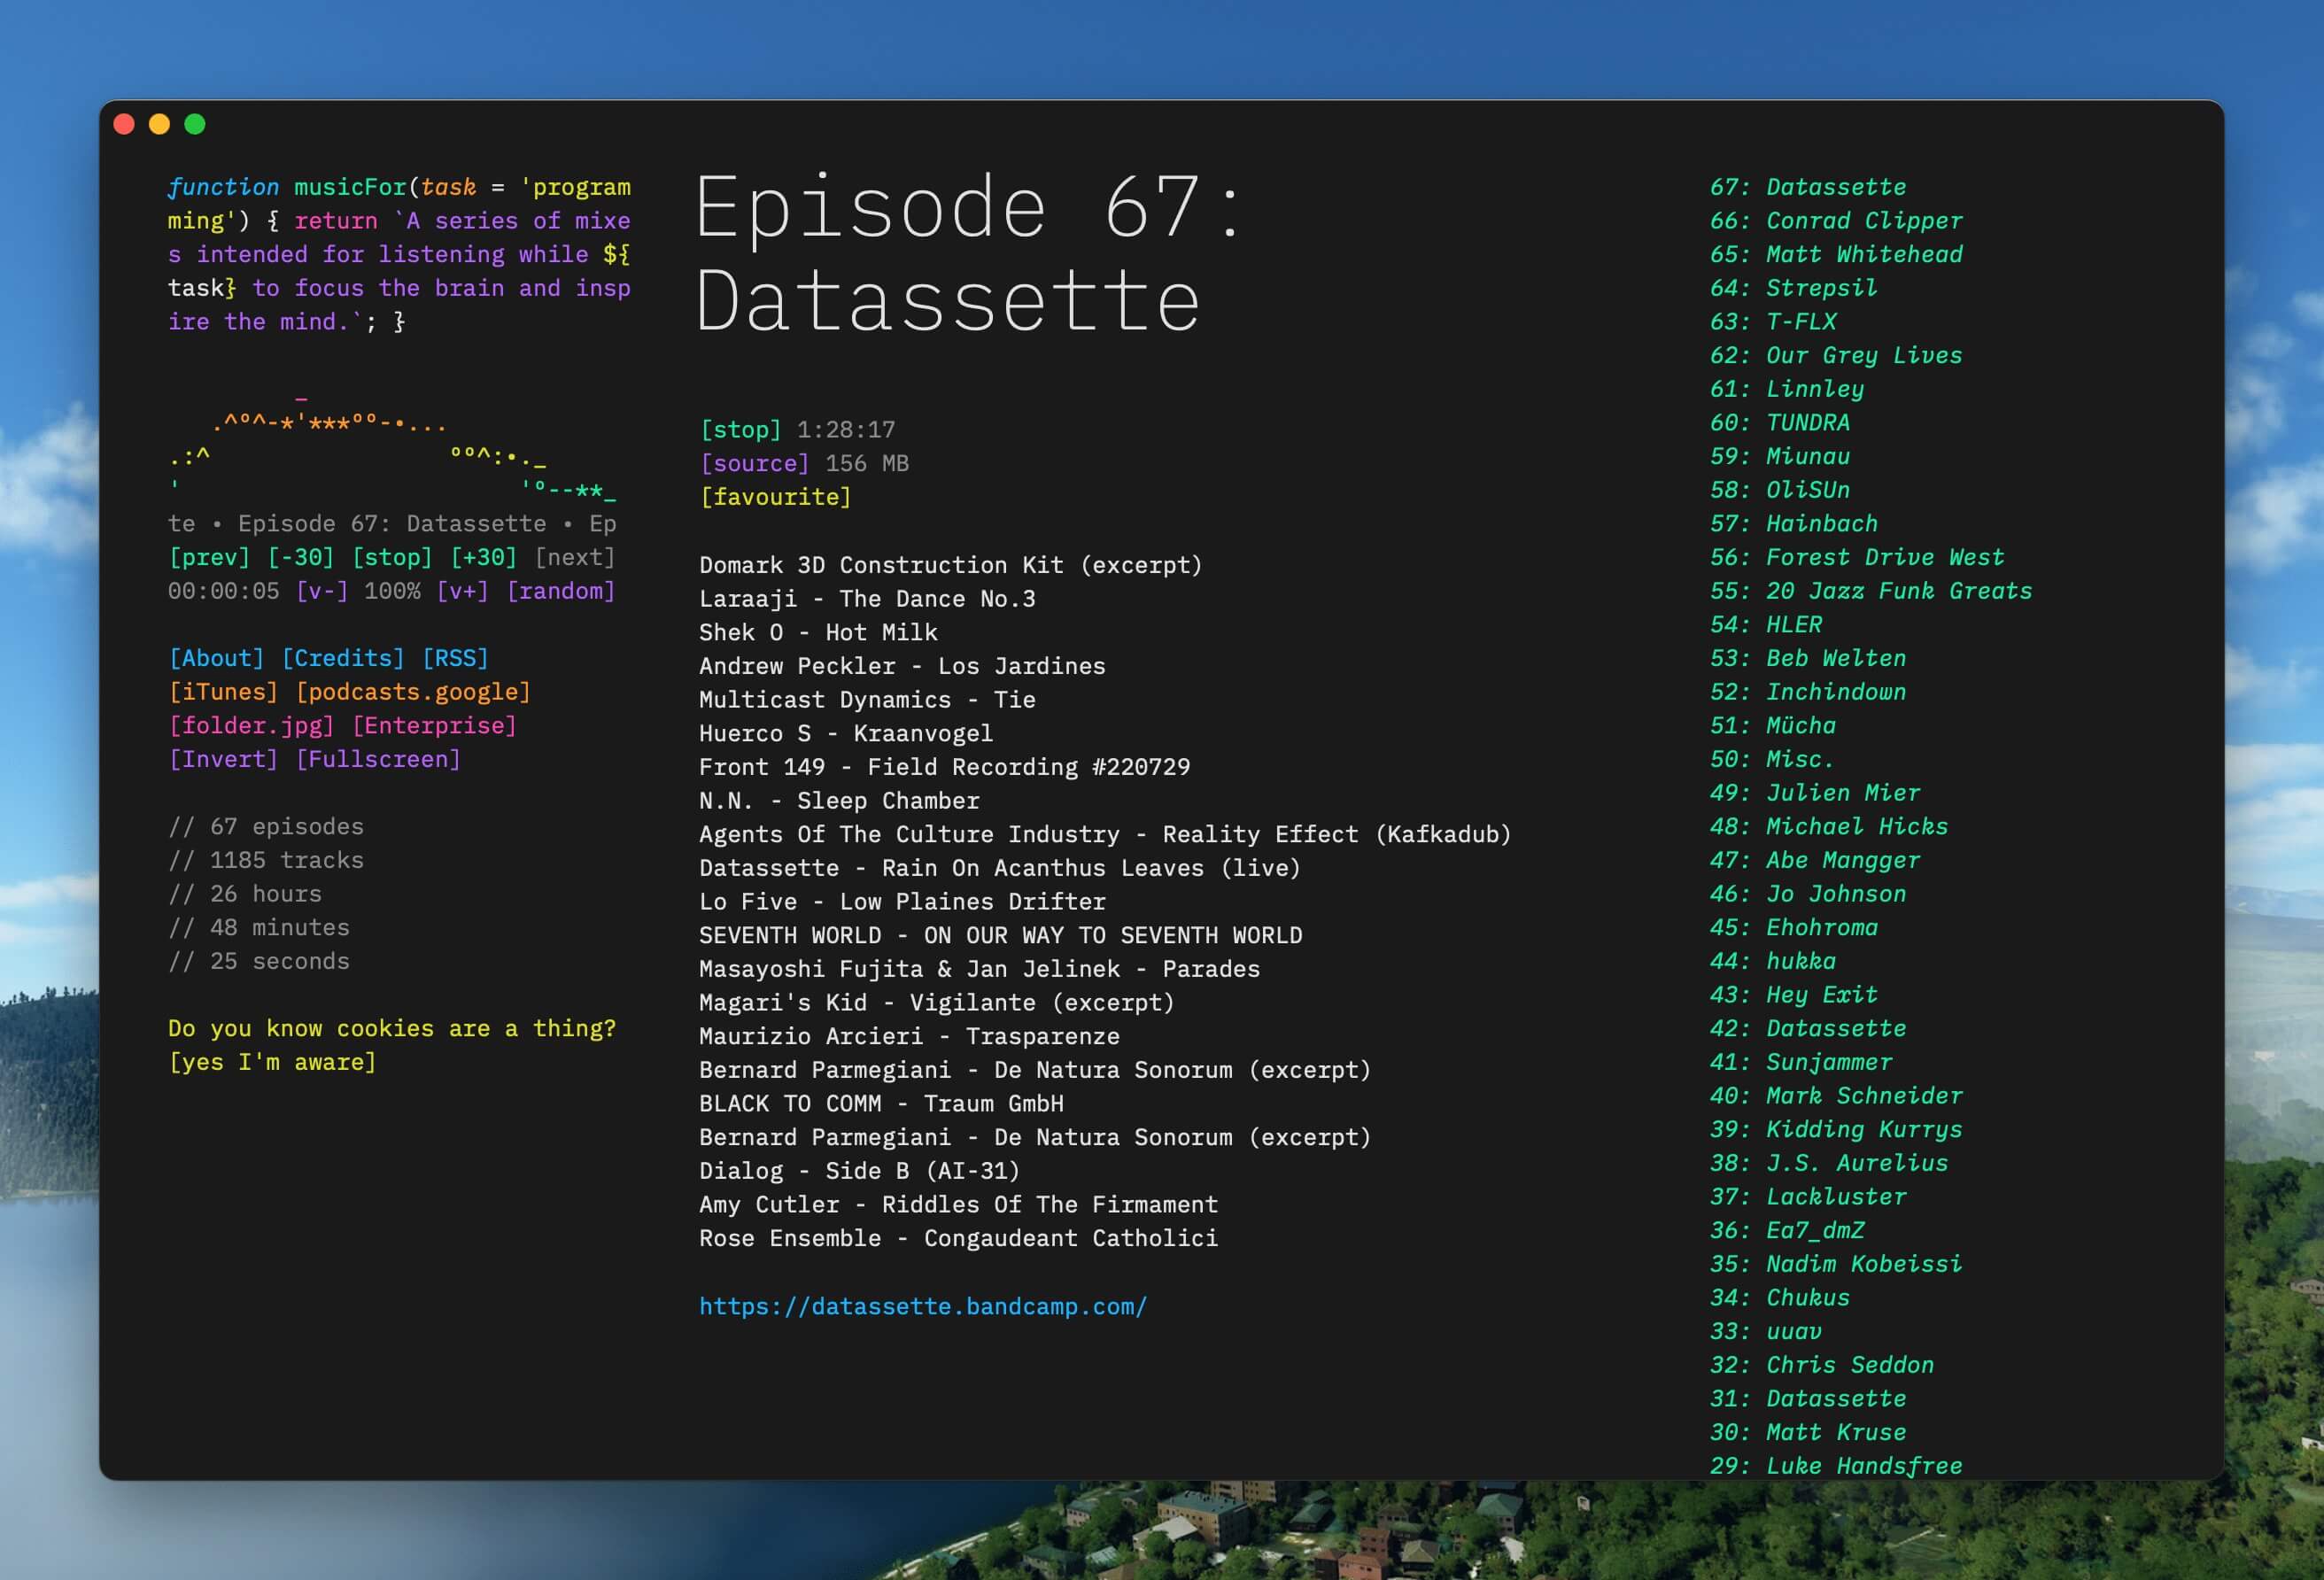 function musicFor(task = 'program
ming') { return `A series of mixe
s intended for listening while ${
task} to focus the brain and insp
ire the mind.`; }
_
.^º^-*'***ºº-•...
.:^ ºº^:•._
' 'º--**_
te • Episode 67: Datassette • Ep
[prev] [-30] [stop] [+30] [next]
00:00:05 [v-] 100% [v+] [random]
[About] [Credits] [RSS]
[iTunes] [podcasts.google]
[folder.jpg] [Enterprise]
[Invert] [Fullscreen]
// 67 episodes
// 1185 tracks
// 26 hours
// 48 minutes
// 25 seconds
Do you know cookies are a thing?
[yes I'm aware]
Episode 67:
Datassette
[stop] 1:28:17
[source] 156 MB
[favourite]
Domark 3D Construction Kit (excerpt)
Laraaji - The Dance No.3
Shek O - Hot Milk
Andrew Peckler - Los Jardines
Multicast Dynamics - Tie
Huerco S - Kraanvogel
Front 149 - Field Recording #220729
N.N. - Sleep Chamber
Agents Of The Culture Industry - Reality Effect (Kafkadub)
Datassette - Rain On Acanthus Leaves (live)
Lo Five - Low Plaines Drifter
SEVENTH WORLD - ON OUR WAY TO SEVENTH WORLD
Masayoshi Fujita & Jan Jelinek - Parades
Magari's Kid - Vigilante (excerpt)
Maurizio Arcieri - Trasparenze
Bernard Parmegiani - De Natura Sonorum (excerpt)
BLACK TO COMM - Traum GmbH
Bernard Parmegiani - De Natura Sonorum (excerpt)
Dialog - Side B (AI-31)
Amy Cutler - Riddles Of The Firmament
Rose Ensemble - Congaudeant Catholici
https://datassette.bandcamp.com/
67: Datassette
66: Conrad Clipper
65: Matt Whitehead
64: Strepsil
63: T-FLX
62: Our Grey Lives
61: Linnley
60: TUNDRA
59: Miunau
58: OliSUn
57: Hainbach
56: Forest Drive West
55: 20 Jazz Funk Greats
54: HLER
53: Beb Welten
52: Inchindown
51: Mücha
50: Misc.
49: Julien Mier
48: Michael Hicks
47: Abe Mangger
46: Jo Johnson
45: Ehohroma
44: hukka
43: Hey Exit
42: Datassette
41: Sunjammer
40: Mark Schneider
39: Kidding Kurrys
38: J.S. Aurelius
37: Lackluster
36: Ea7_dmZ
35: Nadim Kobeissi
34: Chukus
33: uuav
32: Chris Seddon
31: Datassette
30: Matt Kruse
29: Luke Handsfree